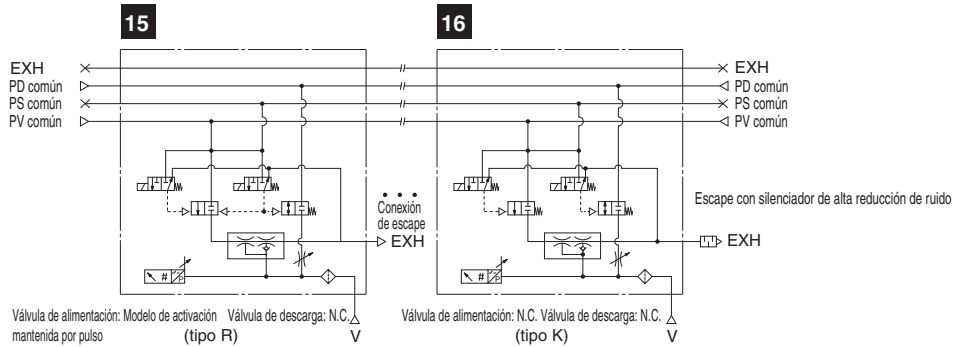 15
16
EXH
PD común
PS común
PV común
EXH
PD común
PS común
PV común
Conexión
de escape
EXH
Escape con silenciador de alta reducción de ruido
EXH
#
P
#
P
Válvula de alimentación: Modelo de activación
mantenida por pulso
Válvula de descarga: N.C.
(tipo R)
V
Válvula de alimentación: N.C. Válvula de descarga: N.C.
(tipo K)
V